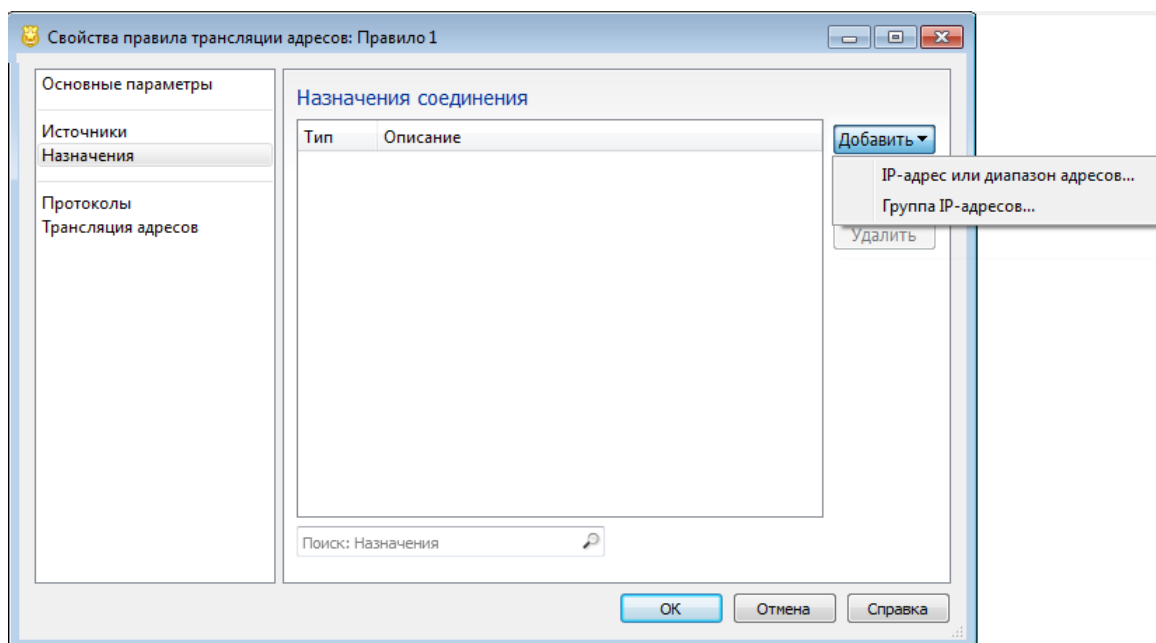 Свойства правила трансляции адресов: Правило 1
Основные параметры
Источники
Назначения
Протоколы
Трансляция адресов
Назначения соединения
Тип Описание
Добавить
IP-адрес или диапазон адресов...
Группа IP-адресов...
Удалить
Поиск: Назначения
ОК Отмена Справка